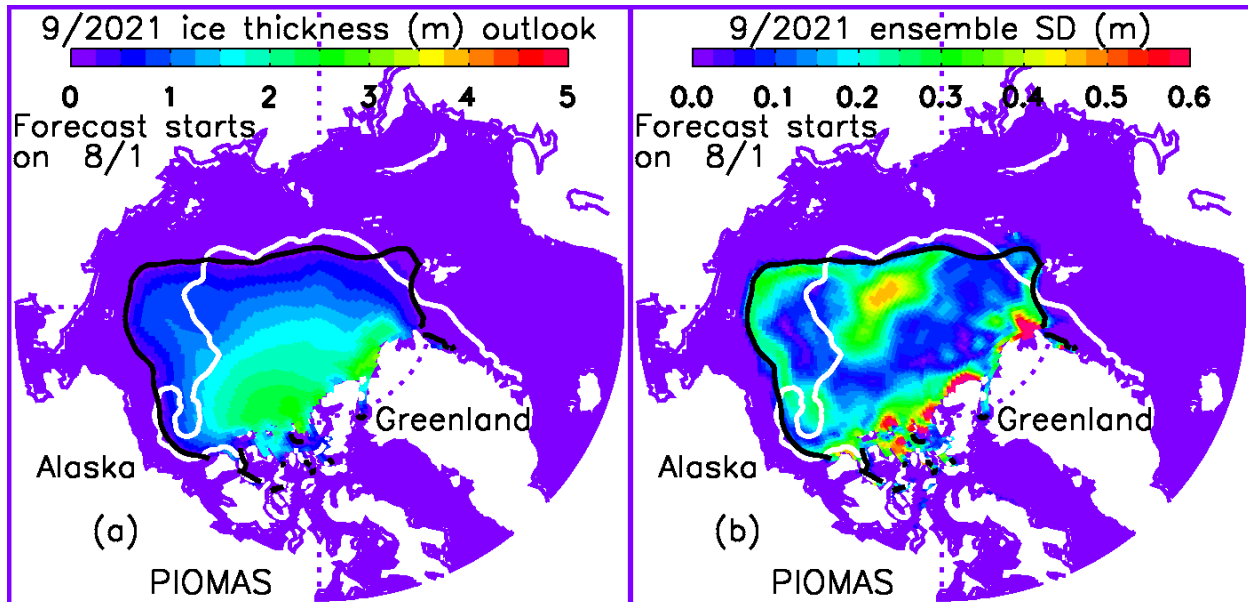 9/2021 ice thickness (m) outlook
0 1 2 3 4 5
Forecast starts
on 8/1
Greenland
Alaska
(a)
PIOMAS
9/2021 ensemble SD (m)
0.0 0.1 0.2 0.3 0.4 0.5 0.6
Forecast starts
on 8/1
Greenland
Alaska
(b)
PIOMAS